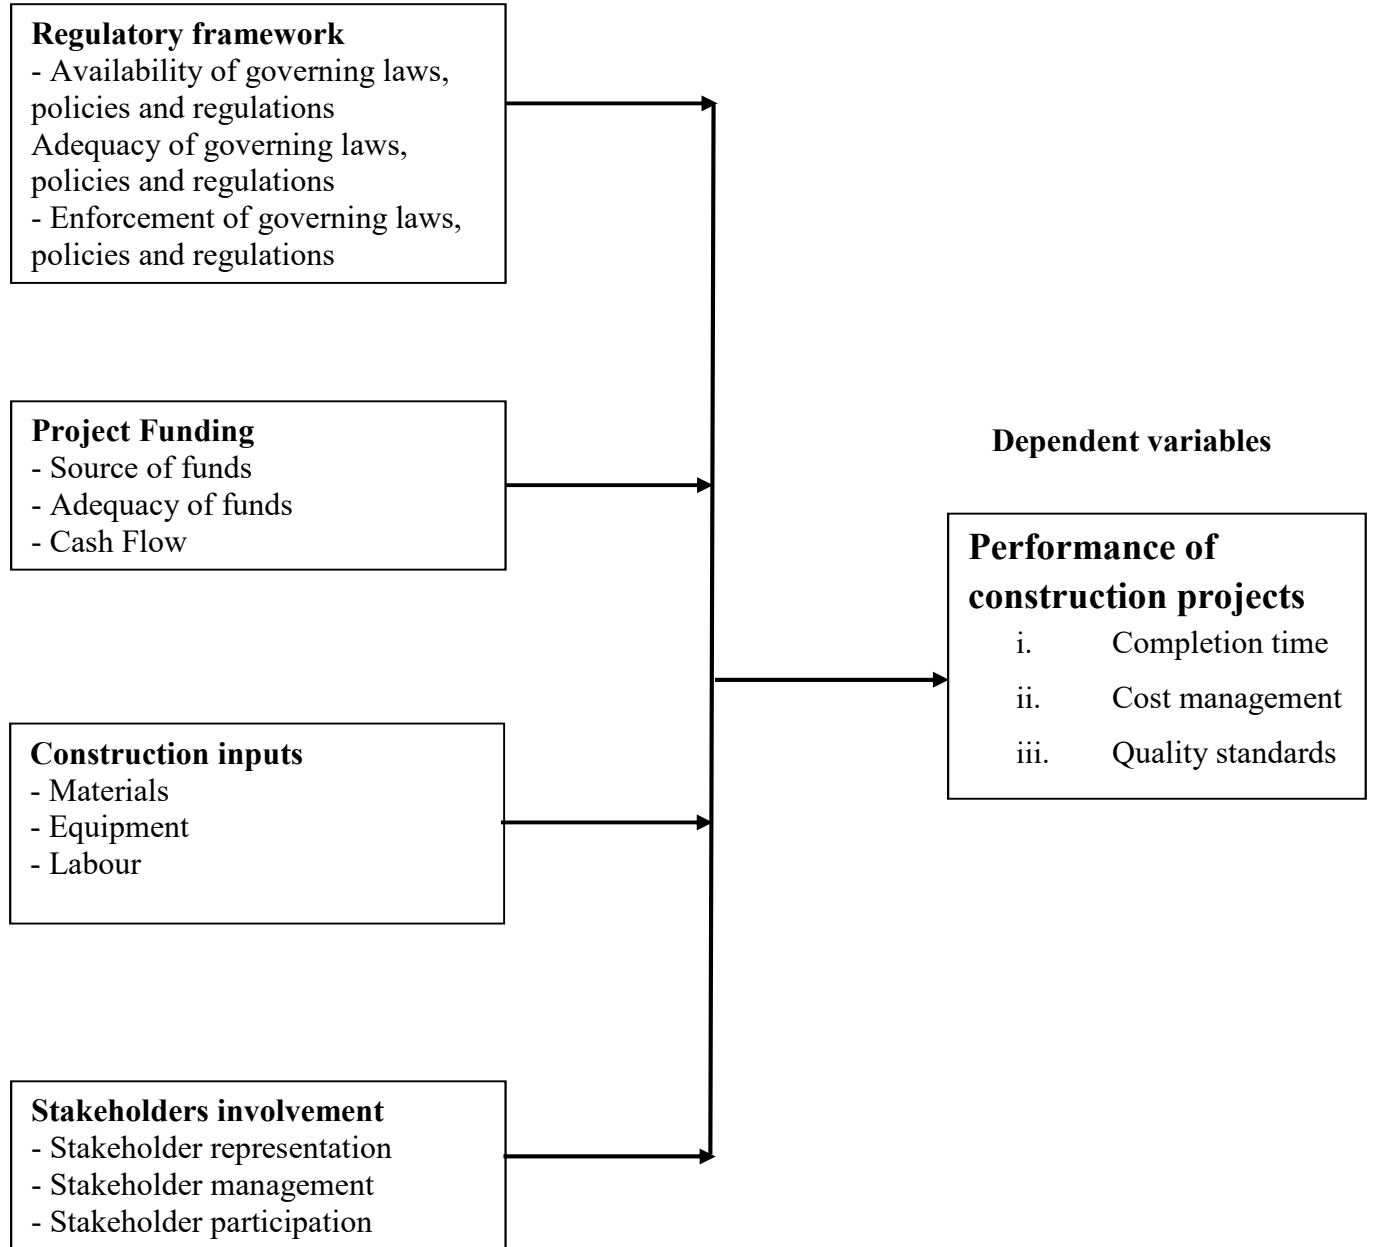 Regulatory framework
- Availability of governing laws,
policies and regulations
Adequacy of governing laws,
policies and regulations
- Enforcement of governing laws,
policies and regulations
Project Funding
- Source of funds
- Adequacy of funds
- Cash Flow
Construction inputs
- Materials
- Equipment
- Labour
Stakeholders involvement
- Stakeholder representation
- Stakeholder management
- Stakeholder participation
Dependent variables
Performance of
construction projects
i. Completion time
ii. Cost management
iii. Quality standards